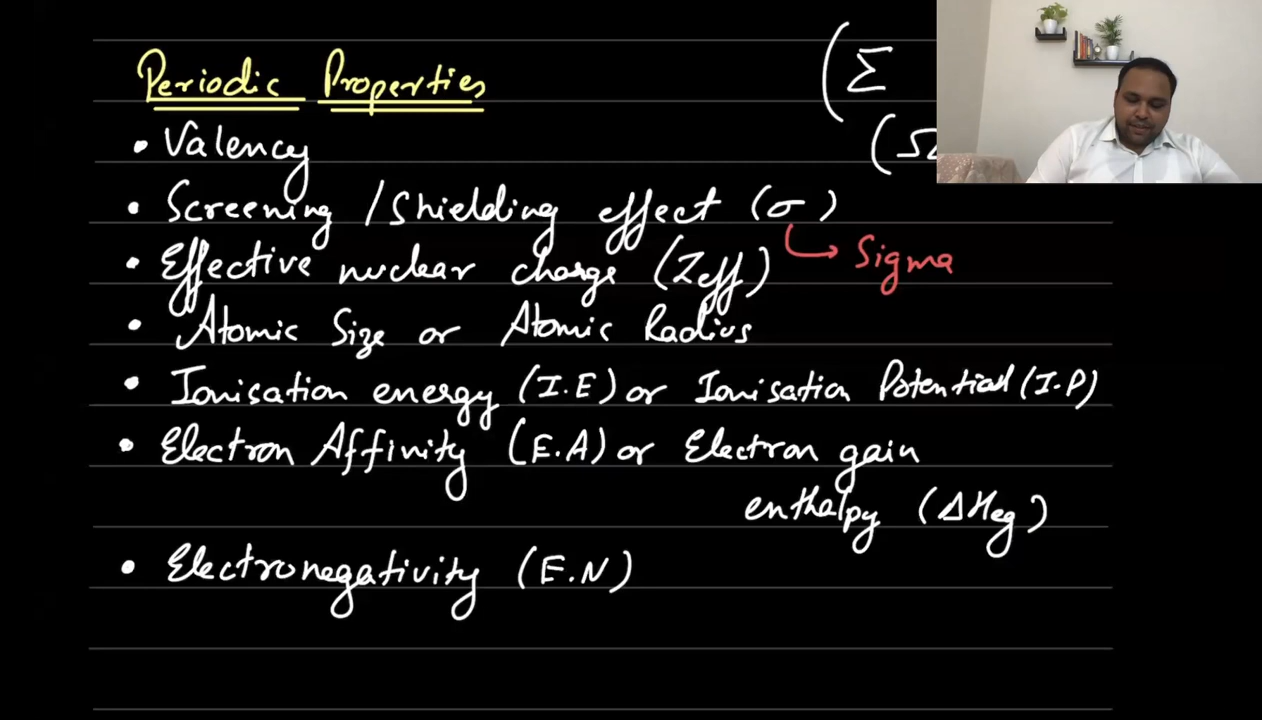 Periodic Properties
(Σ
(Ω
• Valency
• Screening / Shielding effect (σ)
Sigma
• Effective nuclear charge (Zeff)
• Atomic Size or Atomic Radius
• Ionisation energy (I.E) or Ionisation Potential (I.P)
• Electron Affinity (E.A) or Electron gain
enthalpy (ΔHeg)
• Electronegativity (E.N)